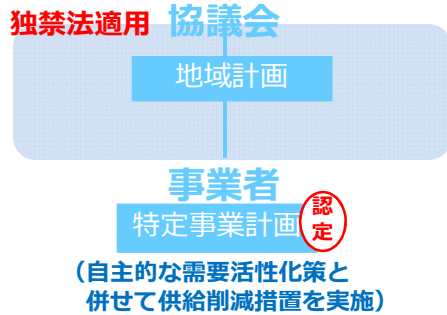 独禁法適用 協議会
地域計画
事業者
特定事業計画 認定
(自主的な需要活性化策と
併せて供給削減措置を実施)